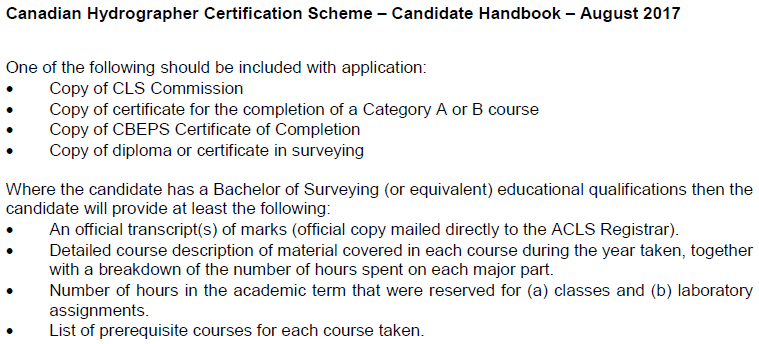 Canadian Hydrographer Certification Scheme – Candidate Handbook – August 2017
One of the following should be included with application:
• Copy of CLS Commission
• Copy of certificate for the completion of a Category A or B course
• Copy of CBEPS Certificate of Completion
• Copy of diploma or certificate in surveying
Where the candidate has a Bachelor of Surveying (or equivalent) educational qualifications then the
candidate will provide at least the following:
• An official transcript(s) of marks (official copy mailed directly to the ACLS Registrar).
• Detailed course description of material covered in each course during the year taken, together
with a breakdown of the number of hours spent on each major part.
• Number of hours in the academic term that were reserved for (a) classes and (b) laboratory
assignments.
• List of prerequisite courses for each course taken.